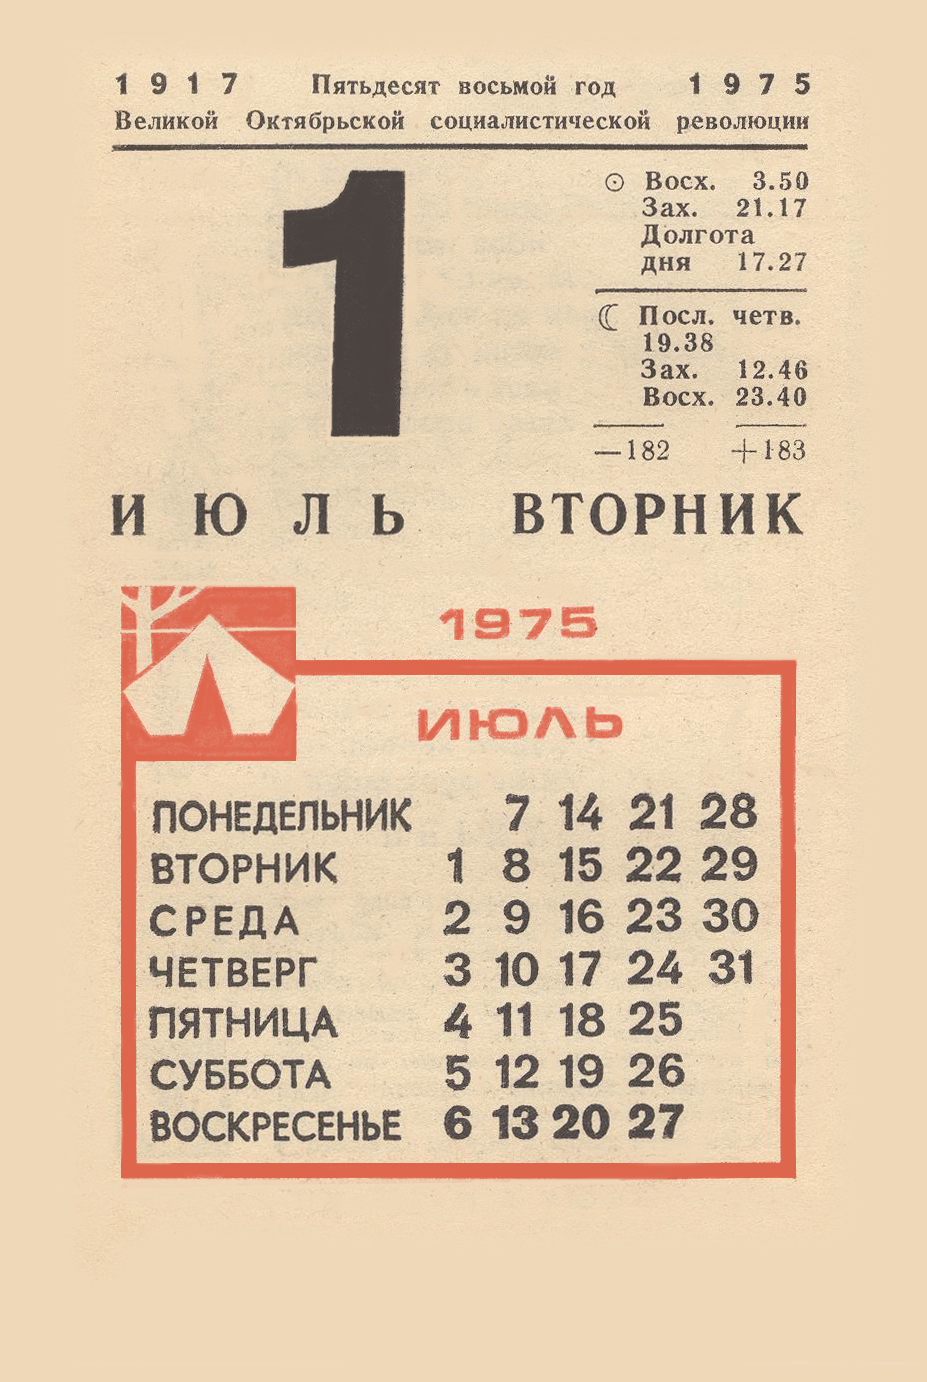 1917 Пятьдесят восьмой год 1975
Великой Октябрьской социалистической революции
1
☉ Восх. 3.50
Зах. 21.17
Долгота
дня 17.27
☾ Посл. четв.
19.38
Зах. 12.46
Восх. 23.40
—182 +183
ИЮЛЬ ВТОРНИК
1975
ИЮЛЬ
ПОНЕДЕЛЬНИК 7 14 21 28
ВТОРНИК 1 8 15 22 29
СРЕДА 2 9 16 23 30
ЧЕТВЕРГ 3 10 17 24 31
ПЯТНИЦА 4 11 18 25
СУББОТА 5 12 19 26
ВОСКРЕСЕНЬЕ 6 13 20 27